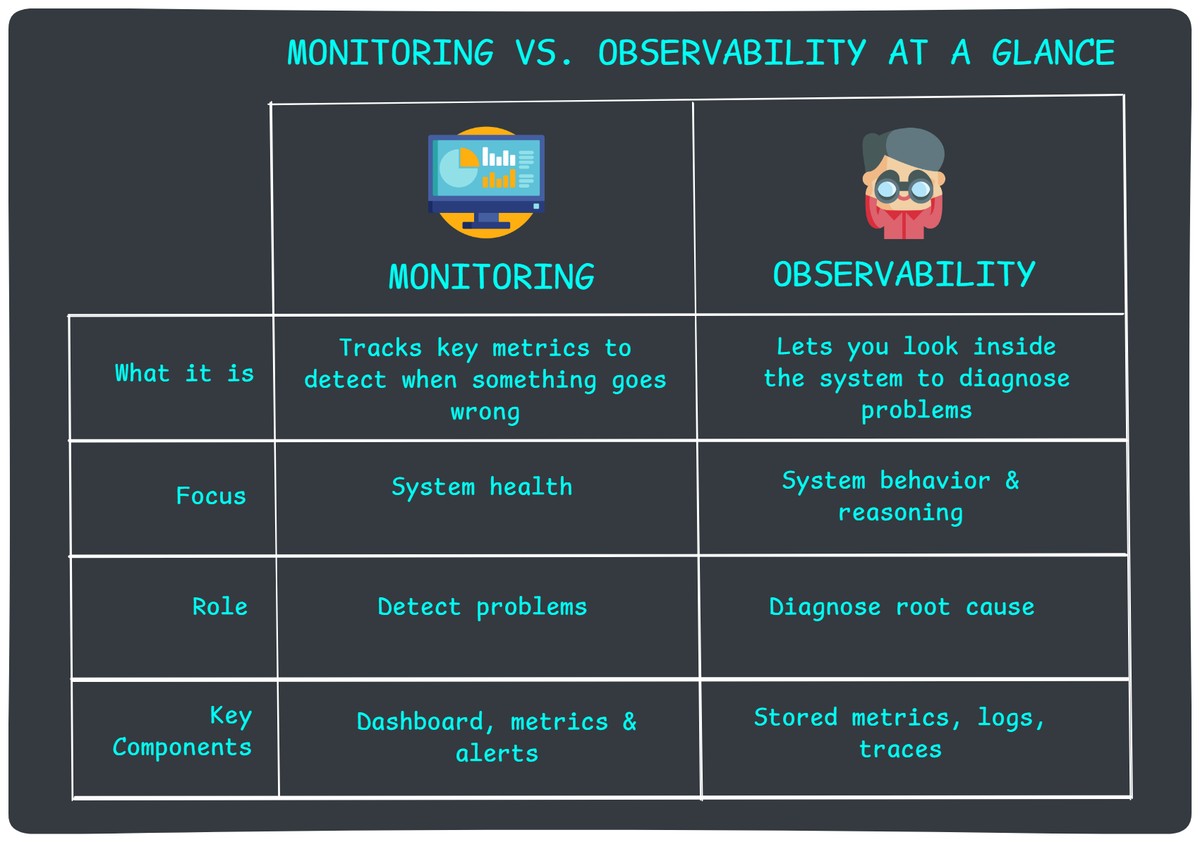 MONITORING VS. OBSERVABILITY AT A GLANCE
MONITORING
OBSERVABILITY
What it is
Tracks key metrics to
detect when something goes
wrong
Lets you look inside
the system to diagnose
problems
Focus
System health
System behavior &
reasoning
Role
Detect problems
Diagnose root cause
Key
Components
Dashboard, metrics &
alerts
Stored metrics, logs,
traces